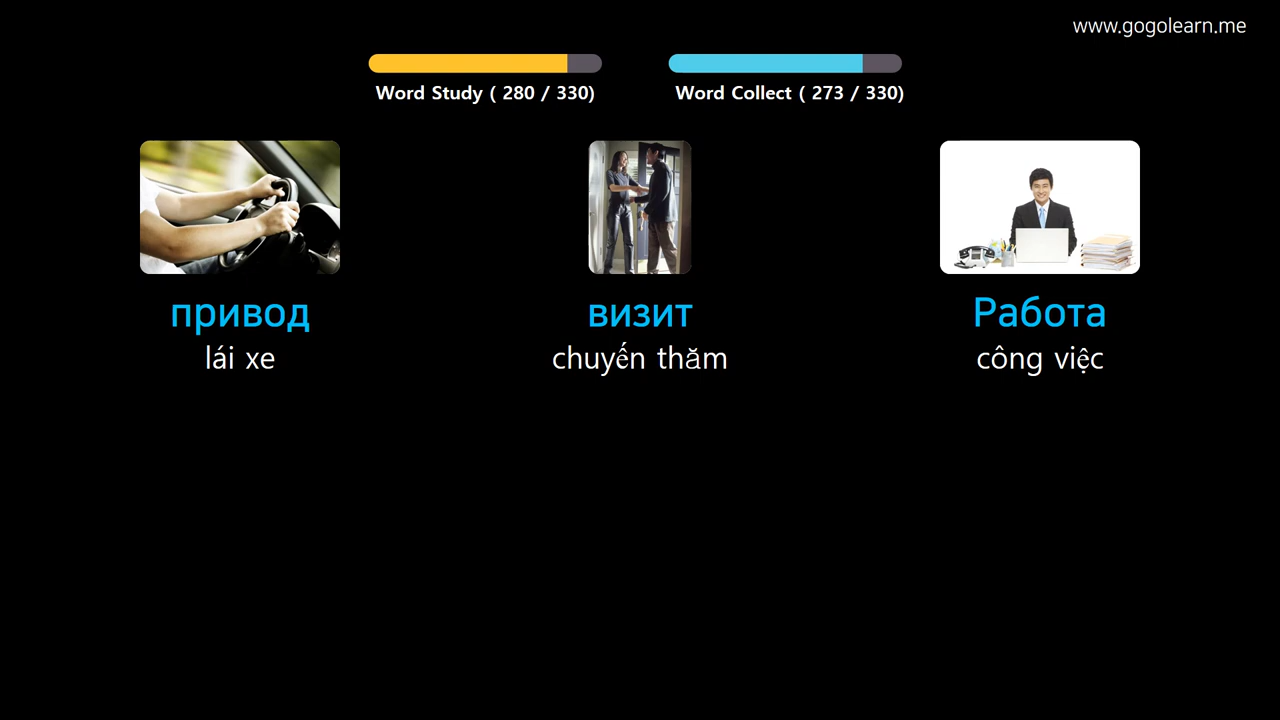 www.gogolearn.me
Word Study ( 280 / 330)
Word Collect ( 273 / 330)
привод
lái xe
визит
chuyến thăm
Работа
công việc